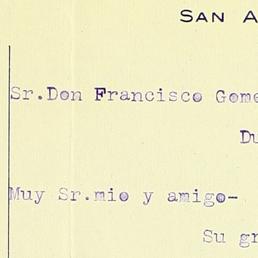 SAN A
Sr.Don Francisco Gome
Du
Muy Sr.mio y amigo-
Su gr